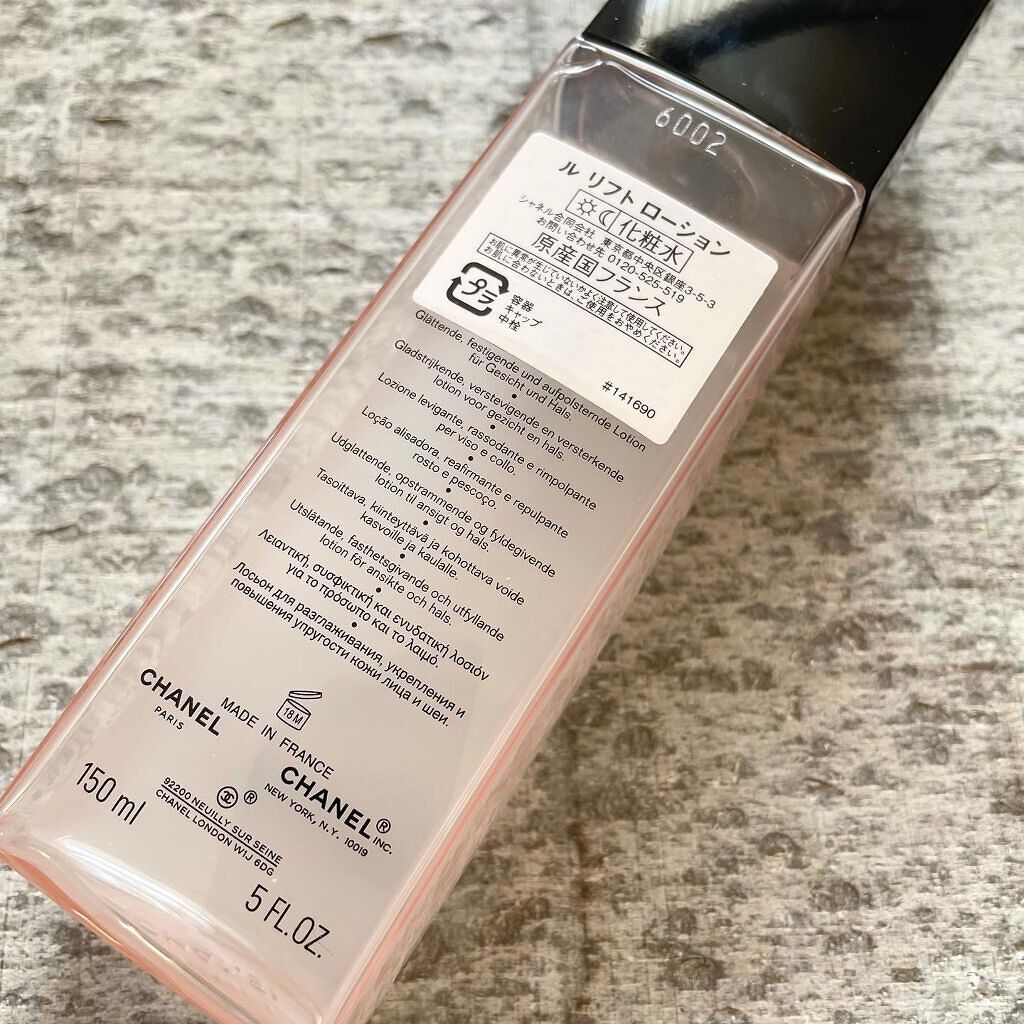 6002
ル リフト ローション
化粧水
シャネル合同会社 東京都中央区銀座3-5-3
お問い合わせ先 0120-525-519
原産国フランス
お肌に異常が生じていないかよく注意して使用してください。
お肌に合わないときは、ご使用をおやめください。
プラ
容器
キャップ
中栓
#141690
Glättende, festigende und aufpolsternde Lotion
für Gesicht und Hals.
•
Gladstrijkende, verstevigende en versterkende
lotion voor gezicht en hals.
•
Lozione levigante, rassodante e rimpolpante
per viso e collo.
•
Loção alisadora, reafirmante e repulpante
rosto e pescoço.
•
Udglattende, opstrammende og fyldegivende
lotion til ansigt og hals.
•
Tasoittava, kiinteyttävä ja kohottava voide
kasvoille ja kaulalle.
•
Utslätande, fasthetsgivande och utfyllande
lotion för ansikte och hals.
•
Λειαντική, συσφικτική και ενυδατική λοσιόν
για το πρόσωπο και το λαιμό.
•
Лосьон для разглаживания, укрепления и
повышения упругости кожи лица и шеи.
18M
CHANEL
PARIS
MADE IN FRANCE
CHANEL® INC.
NEW YORK, N.Y. 10019
®
92200 NEUILLY SUR SEINE
CHANEL LONDON W1J 6DG
150 ml
5 FL.OZ.